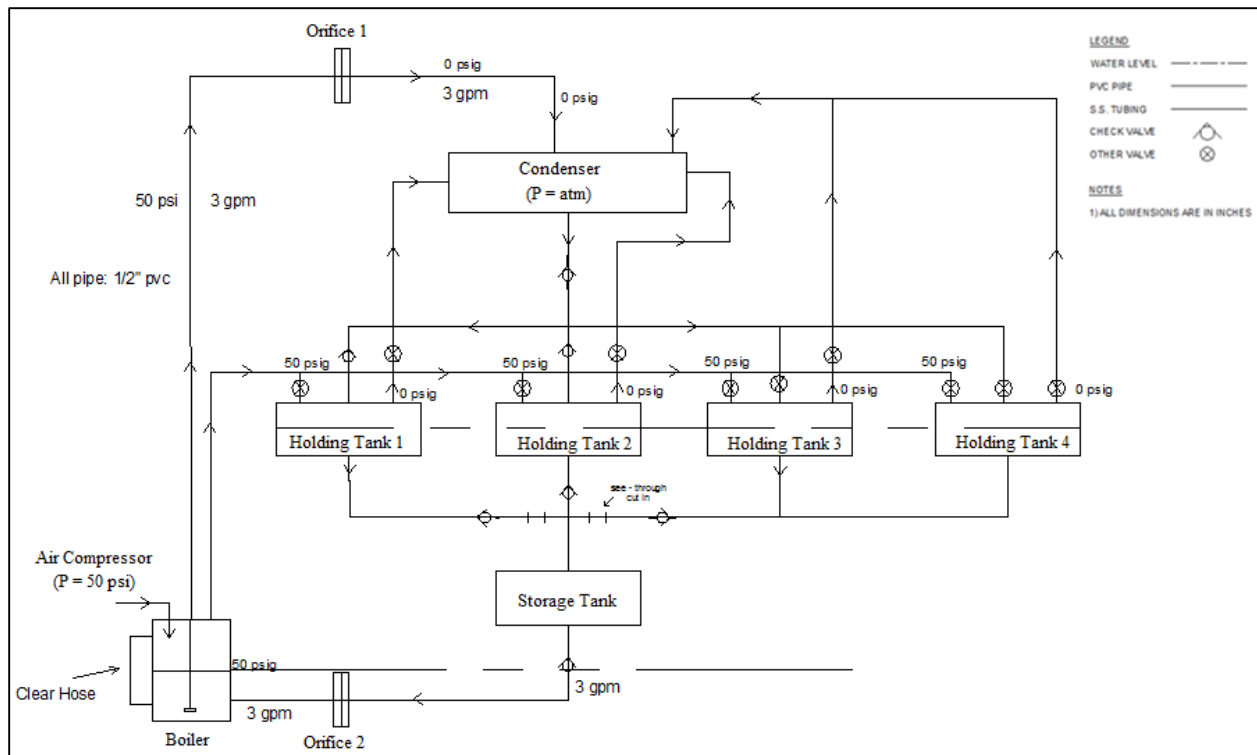 Orifice 1
0 psig
3 gpm
0 psig
LEGEND
WATER LEVEL
PVC PIPE
S.S. TUBING
CHECK VALVE
OTHER VALVE
NOTES
1) ALL DIMENSIONS ARE IN INCHES
Condenser
(P = atm)
50 psi
3 gpm
All pipe: 1/2" pvc
50 psig
50 psig
50 psig
50 psig
0 psig
0 psig
0 psig
0 psig
Holding Tank 1
Holding Tank 2
Holding Tank 3
Holding Tank 4
see - through
cut in
Air Compressor
(P = 50 psi)
Storage Tank
50 psig
Clear Hose
3 gpm
3 gpm
Boiler
Orifice 2